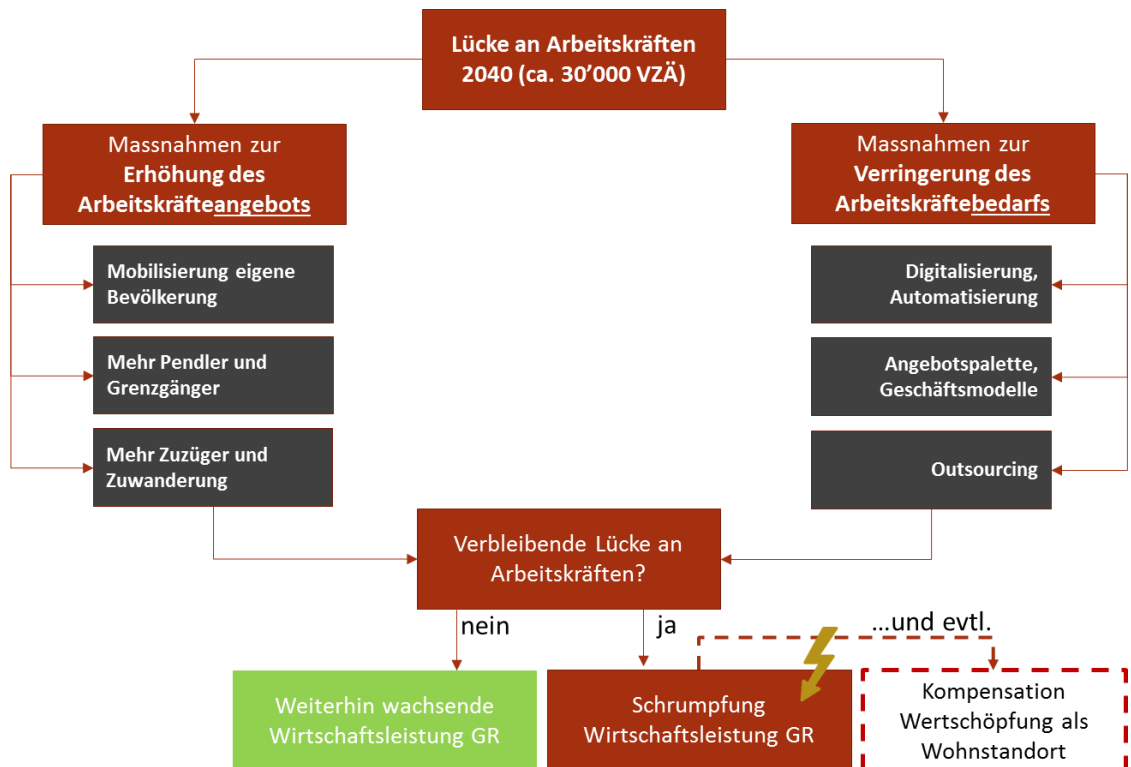 Lücke an Arbeitskräften
2040 (ca. 30’000 VZÄ)
Massnahmen zur
Erhöhung des
Arbeitskräfteangebots
Mobilisierung eigene
Bevölkerung
Mehr Pendler und
Grenzgänger
Mehr Zuzüger und
Zuwanderung
Massnahmen zur
Verringerung des
Arbeitskräftebedarfs
Digitalisierung,
Automatisierung
Angebotspalette,
Geschäftsmodelle
Outsourcing
Verbleibende Lücke an
Arbeitskräften?
nein
ja
...und evtl.
Weiterhin wachsende
Wirtschaftsleistung GR
Schrumpfung
Wirtschaftsleistung GR
Kompensation
Wertschöpfung als
Wohnstandort